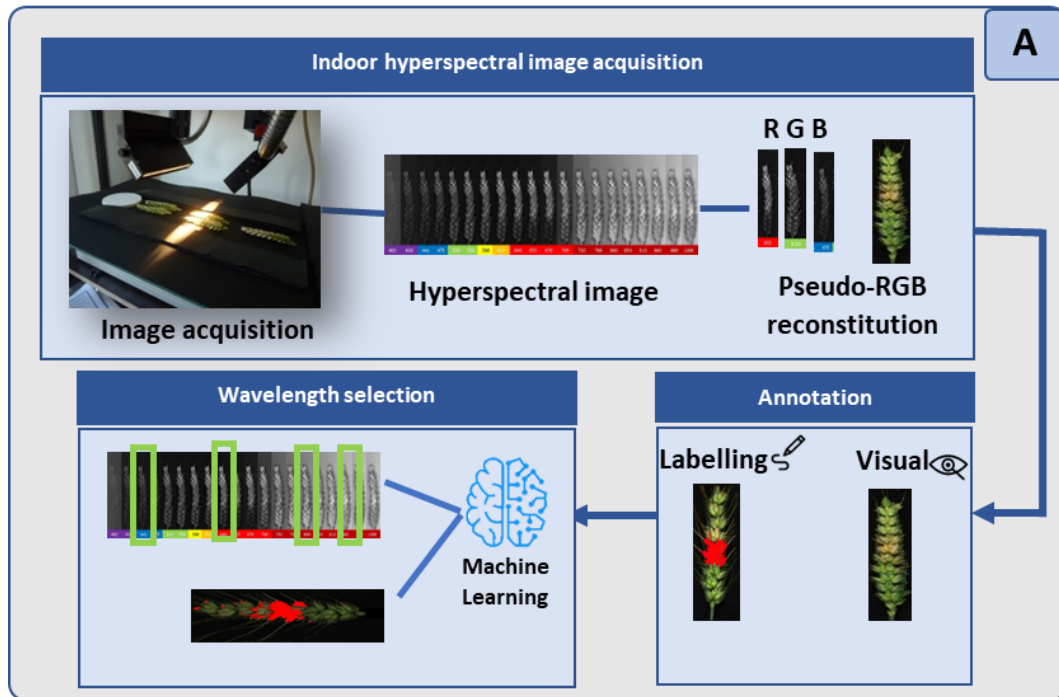 A
Indoor hyperspectral image acquisition
R G B
Hyperspectral image
Pseudo-RGB
reconstitution
Image acquisition
Wavelength selection
Annotation
Labelling
Visual
Machine
Learning